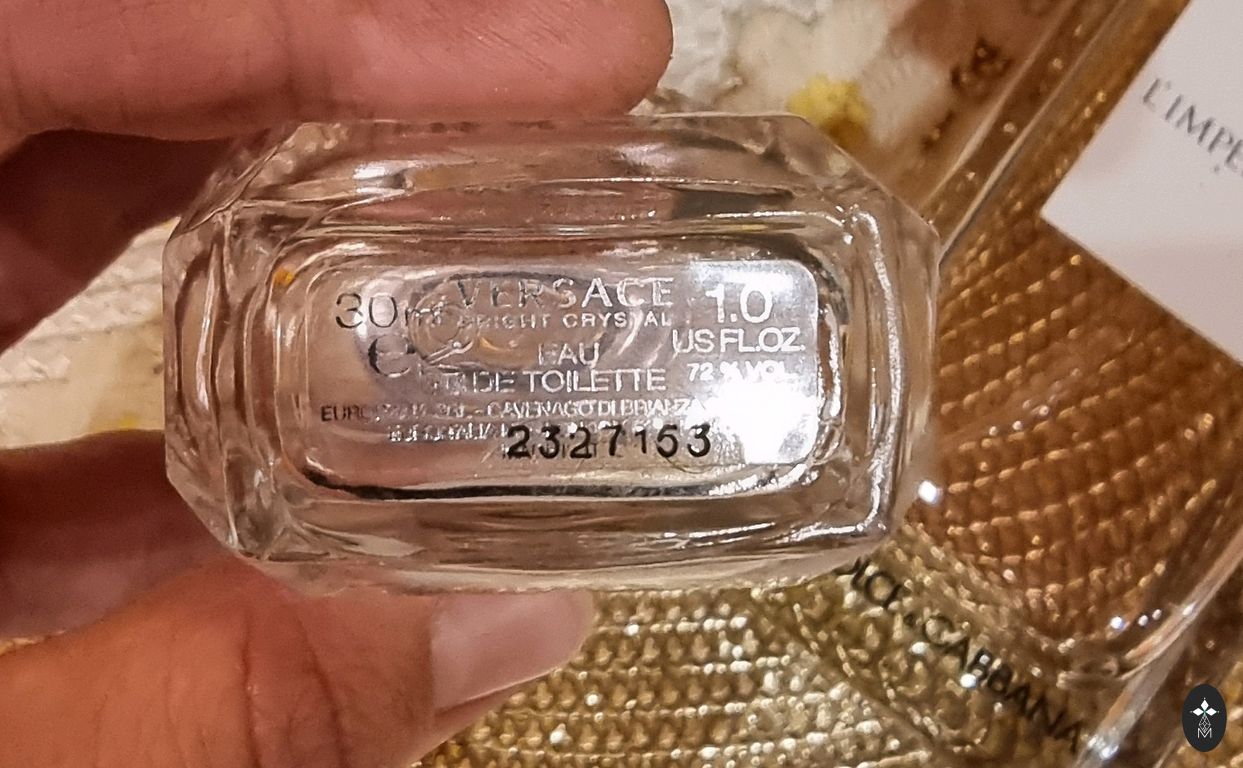 30ml VERSACE 1.0
BRIGHT CRYSTAL US FL.OZ.
e EAU 72 % VOL.
DE TOILETTE
CAVENAGO DI BRIANZA
2327153
L'IMPE
DOLCE & GABBANA
M